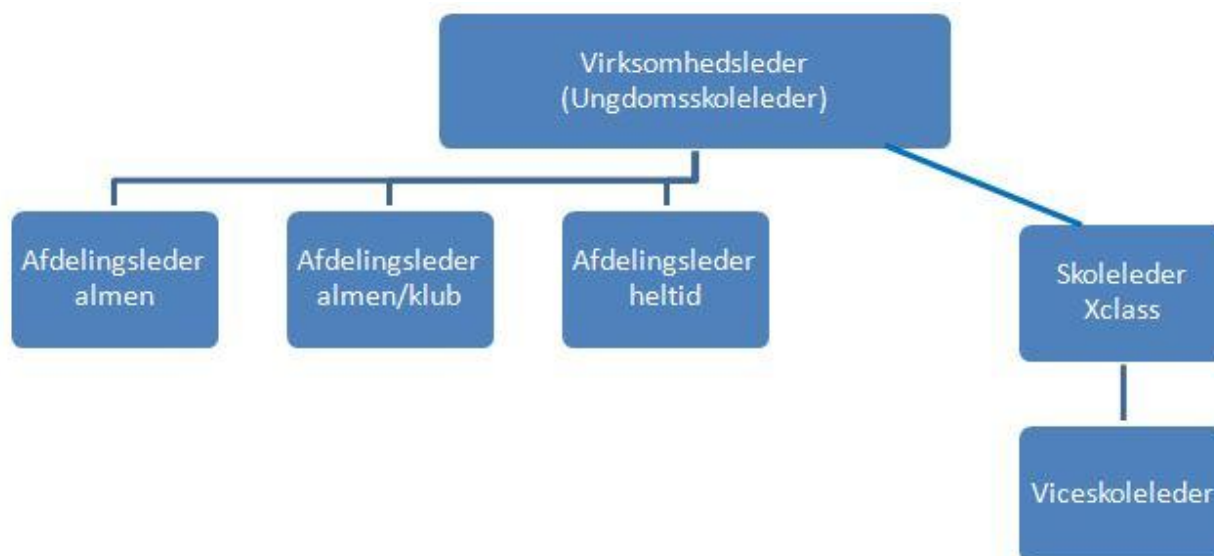 Virksomhedsleder
(Ungdomsskoleleder)
Afdelingsleder
almen
Afdelingsleder
almen/klub
Afdelingsleder
heltid
Skoleleder
Xclass
Viceskoleleder